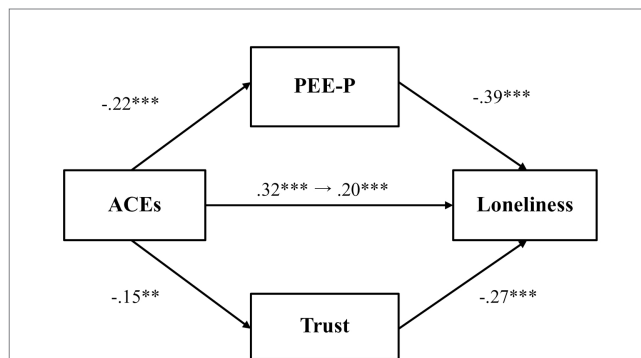 PEE-P
-.22***
-.39***
ACEs
.32*** → .20***
Loneliness
-.15**
-.27***
Trust